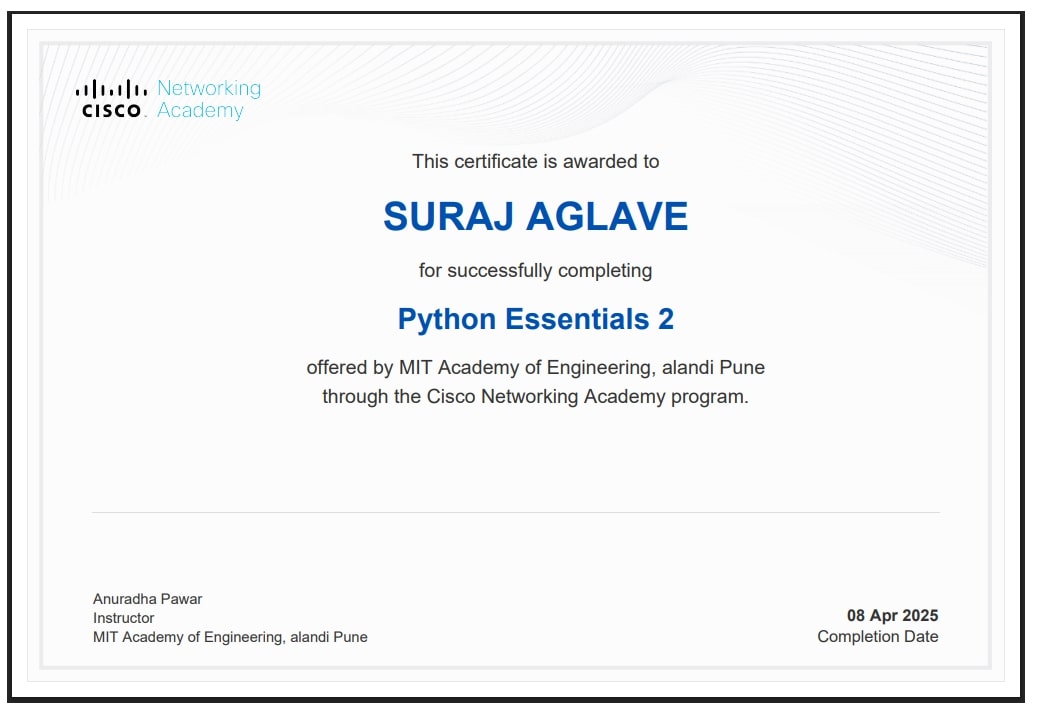 Networking
CISCO Academy
This certificate is awarded to
SURAJ AGLAVE
for successfully completing
Python Essentials 2
offered by MIT Academy of Engineering, alandi Pune
through the Cisco Networking Academy program.
Anuradha Pawar
Instructor
MIT Academy of Engineering, alandi Pune
08 Apr 2025
Completion Date